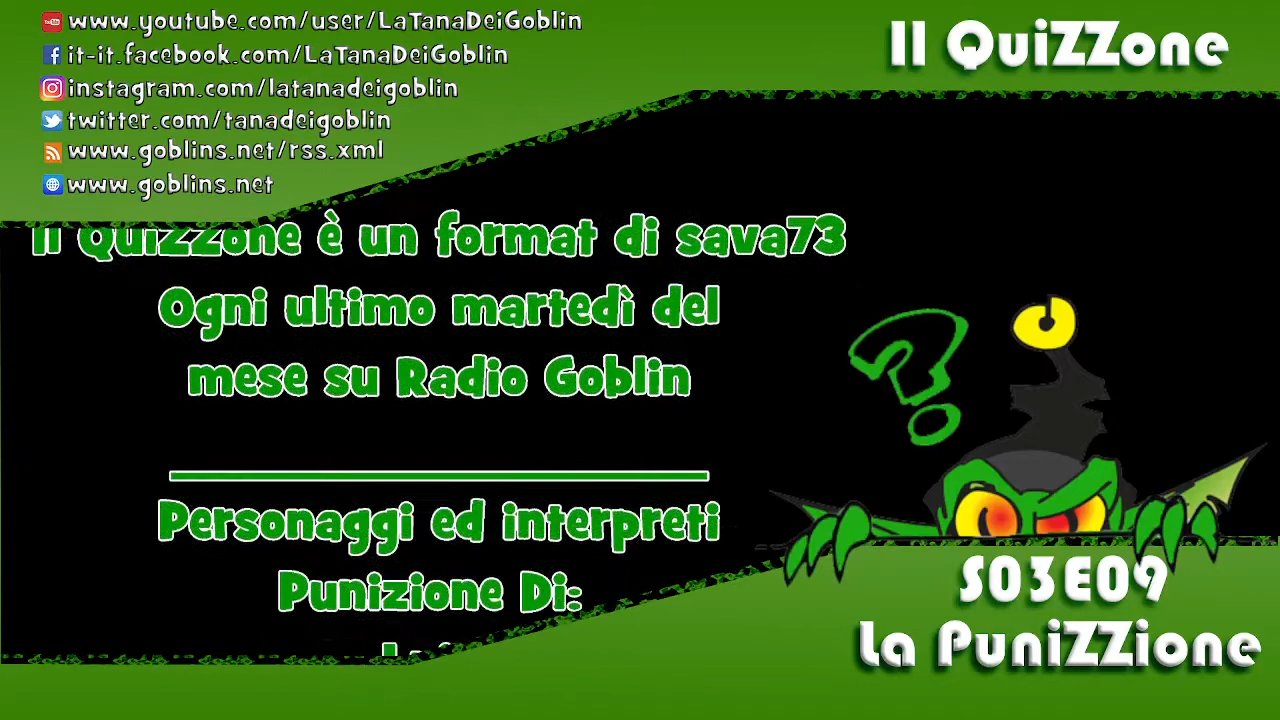 www.youtube.com/user/LaTanaDeiGoblin
it-it.facebook.com/LaTanaDeiGoblin
instagram.com/latanadeigoblin
twitter.com/tanadeigoblin
www.goblins.net/rss.xml
www.goblins.net
Il QuiZZone
Il QuiZZone è un format di sava73
Ogni ultimo martedì del
mese su Radio Goblin
Personaggi ed interpreti
Punizione Di:
S03E09
La PuniZZione